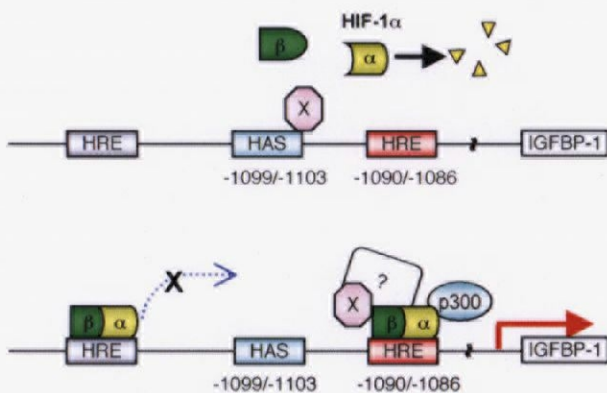 HIF-1α
β α
X
HRE HAS HRE IGFBP-1
-1099/-1103 -1090/-1086
X ?
X p300
β α β α
HRE HAS HRE IGFBP-1
-1099/-1103 -1090/-1086